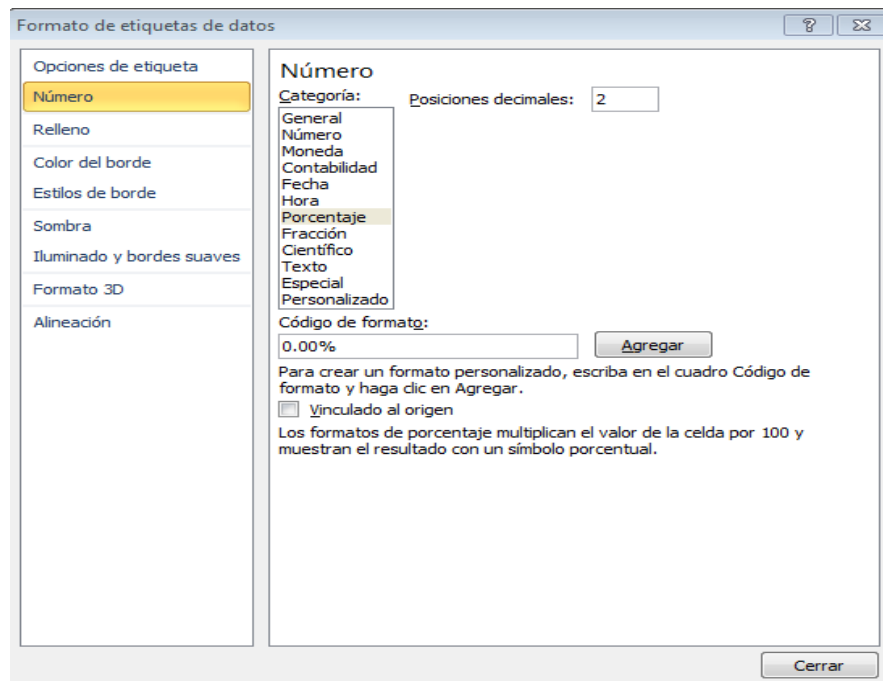 Formato de etiquetas de datos
Opciones de etiqueta
Número
Relleno
Color del borde
Estilos de borde
Sombra
Iluminado y bordes suaves
Formato 3D
Alineación
Número
Categoría:
Posiciones decimales: 2
General
Número
Moneda
Contabilidad
Fecha
Hora
Porcentaje
Fracción
Científico
Texto
Especial
Personalizado
Código de formato:
0.00% Agregar
Para crear un formato personalizado, escriba en el cuadro Código de
formato y haga clic en Agregar.
Vinculado al origen
Los formatos de porcentaje multiplican el valor de la celda por 100 y
muestran el resultado con un símbolo porcentual.
Cerrar